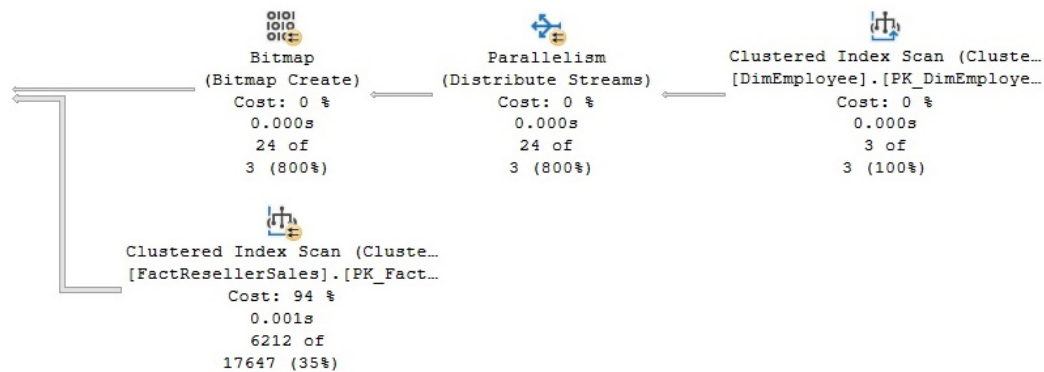 Bitmap
(Bitmap Create)
Cost: 0 %
0.000s
24 of
3 (800%)
Parallelism
(Distribute Streams)
Cost: 0 %
0.000s
24 of
3 (800%)
Clustered Index Scan (Cluste…
[DimEmployee].[PK_DimEmploye…
Cost: 0 %
0.000s
3 of
3 (100%)
Clustered Index Scan (Cluste…
[FactResellerSales].[PK_Fact…
Cost: 94 %
0.001s
6212 of
17647 (35%)